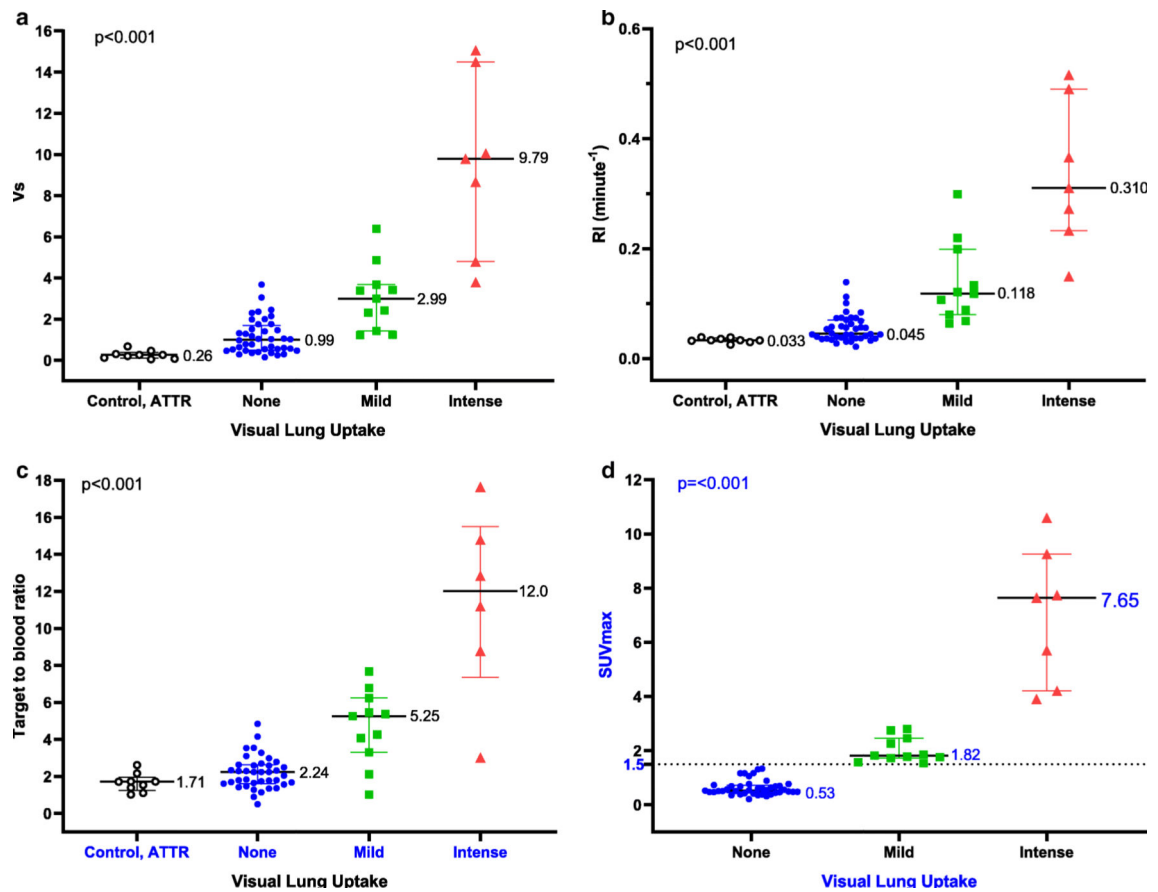 a
p<0.001
16
14
12
10
8
6
4
2
0
Vs
0.26
0.99
2.99
9.79
Control, ATTR None Mild Intense
Visual Lung Uptake
b
p<0.001
0.6
0.4
0.2
0.0
RI (minute-1)
0.033
0.045
0.118
0.310
Control, ATTR None Mild Intense
Visual Lung Uptake
c
p<0.001
18
16
14
12
10
8
6
4
2
0
Target to blood ratio
1.71
2.24
5.25
12.0
Control, ATTR None Mild Intense
Visual Lung Uptake
d
p=<0.001
12
10
8
6
4
2
1.5
0
SUVmax
0.53
1.82
7.65
None Mild Intense
Visual Lung Uptake